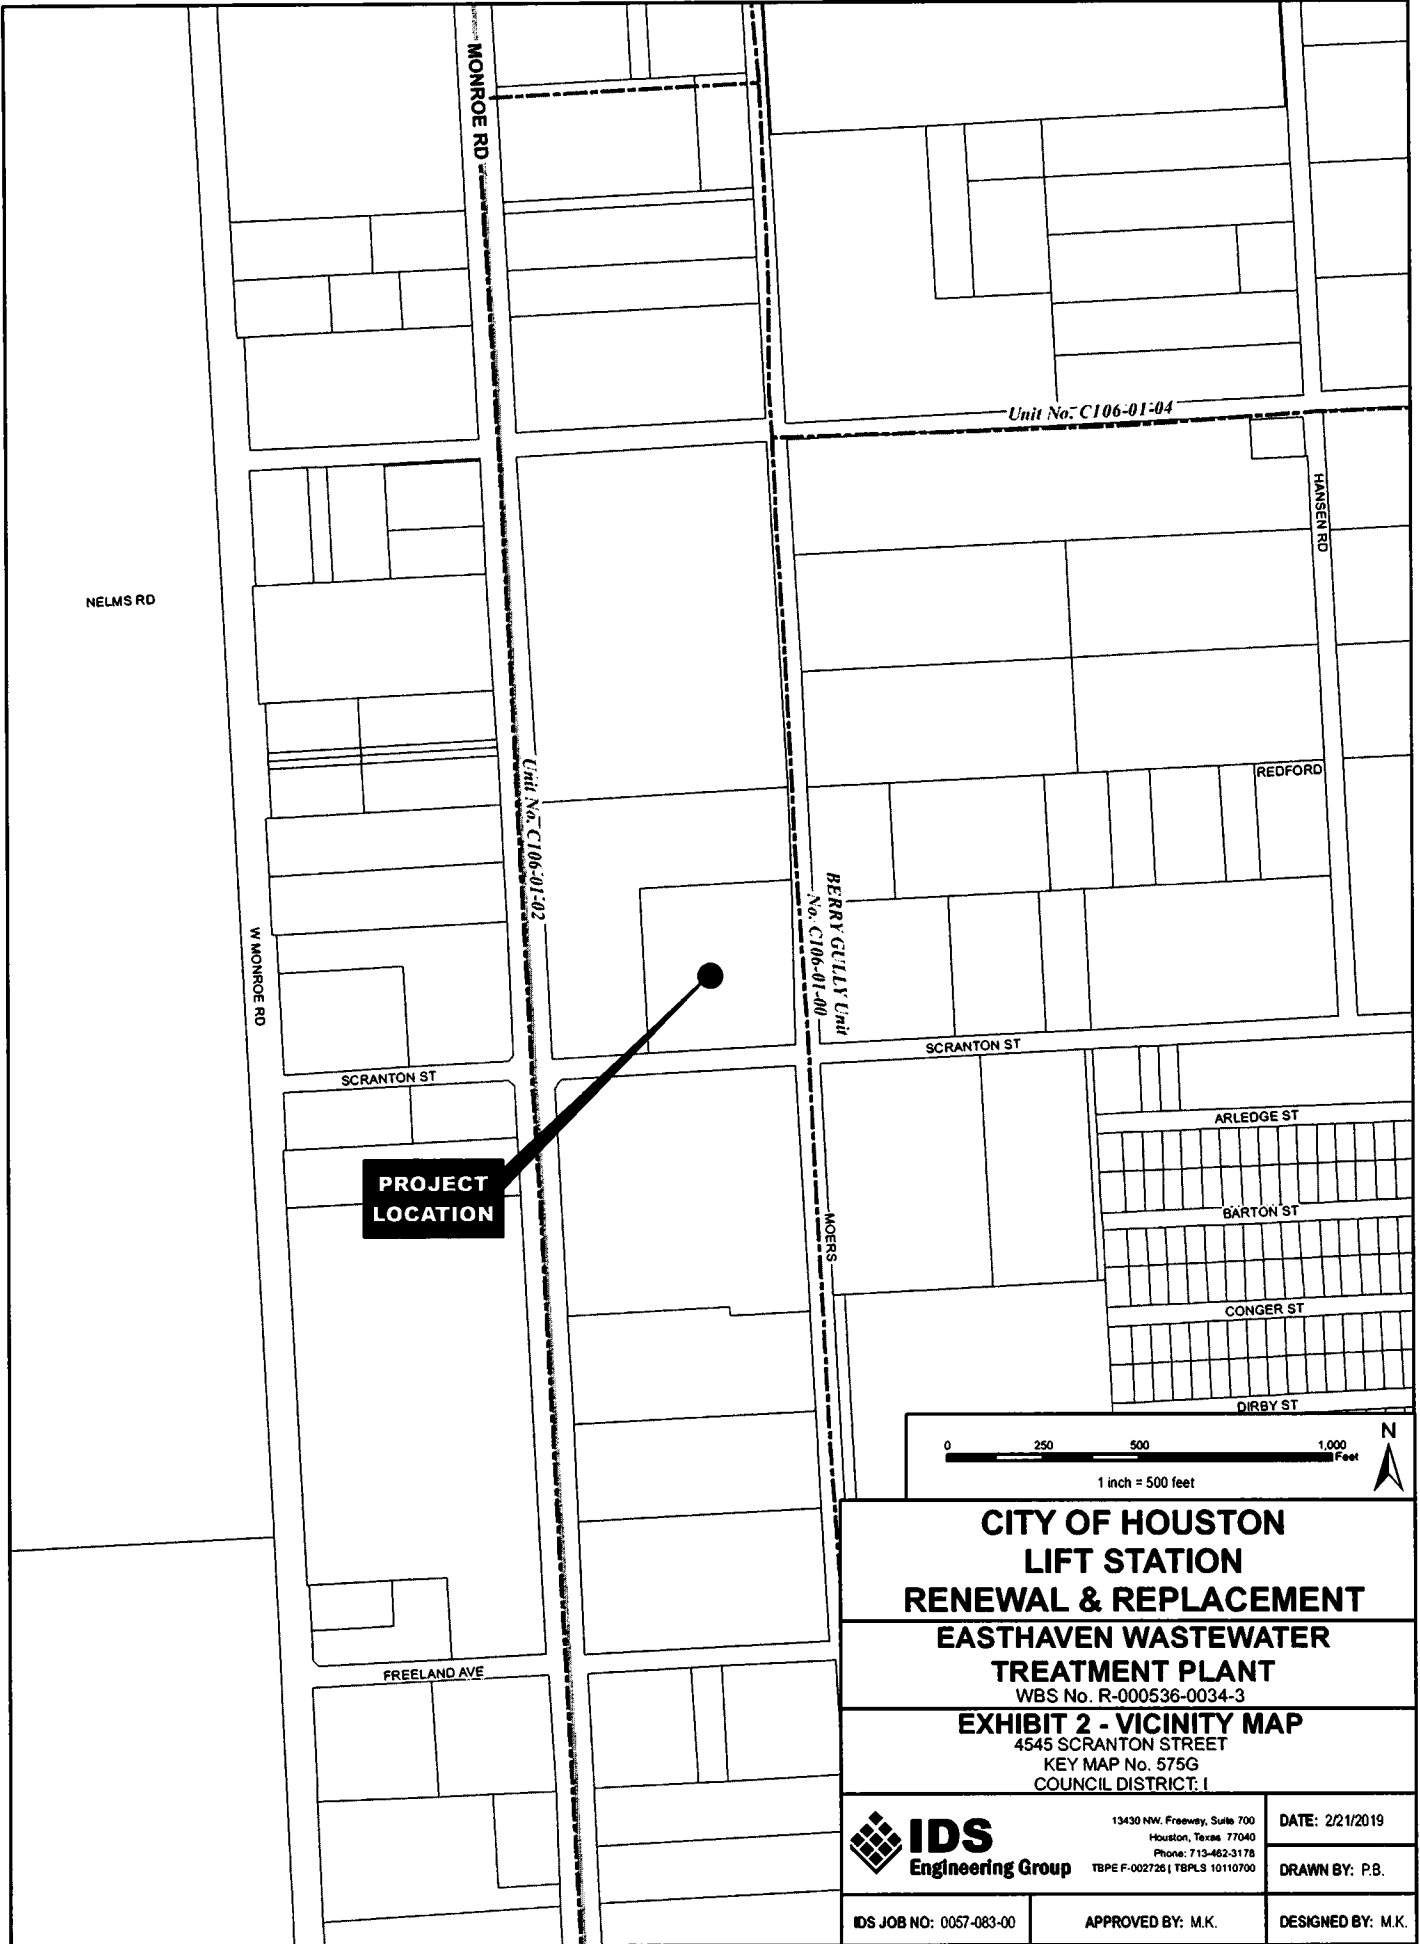 MONROE RD
Unit No. C106-01-04
HANSEN RD
NELMS RD
REDFORD
Unit No. C106-01-02
BERRY GULLY Unit
No. C106-01-00
W MONROE RD
SCRANTON ST
SCRANTON ST
ARLEDGE ST
PROJECT
LOCATION
BARTON ST
MOERS
CONGER ST
DIRBY ST
0 250 500 1,000
Feet
N
1 inch = 500 feet
CITY OF HOUSTON
LIFT STATION
RENEWAL & REPLACEMENT
EASTHAVEN WASTEWATER
TREATMENT PLANT
WBS No. R-000536-0034-3
FREELAND AVE
EXHIBIT 2 - VICINITY MAP
4545 SCRANTON STREET
KEY MAP No. 575G
COUNCIL DISTRICT: I
IDS
Engineering Group
13430 NW. Freeway, Suite 700
Houston, Texas 77040
Phone: 713-462-3178
TBPE F-002726 | TBPLS 10110700
DATE: 2/21/2019
DRAWN BY: P.B.
IDS JOB NO: 0057-083-00
APPROVED BY: M.K.
DESIGNED BY: M.K.